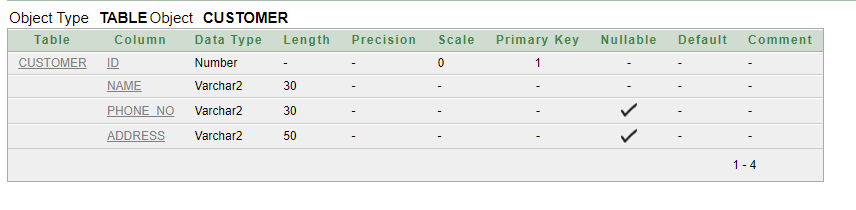 Object Type TABLE Object CUSTOMER
Table Column Data Type Length Precision Scale Primary Key Nullable Default Comment
CUSTOMER ID Number - - 0 1 - - -
NAME Varchar2 30 - - - - - -
PHONE_NO Varchar2 30 - - - ✓ - -
ADDRESS Varchar2 50 - - - ✓ - -
1 - 4